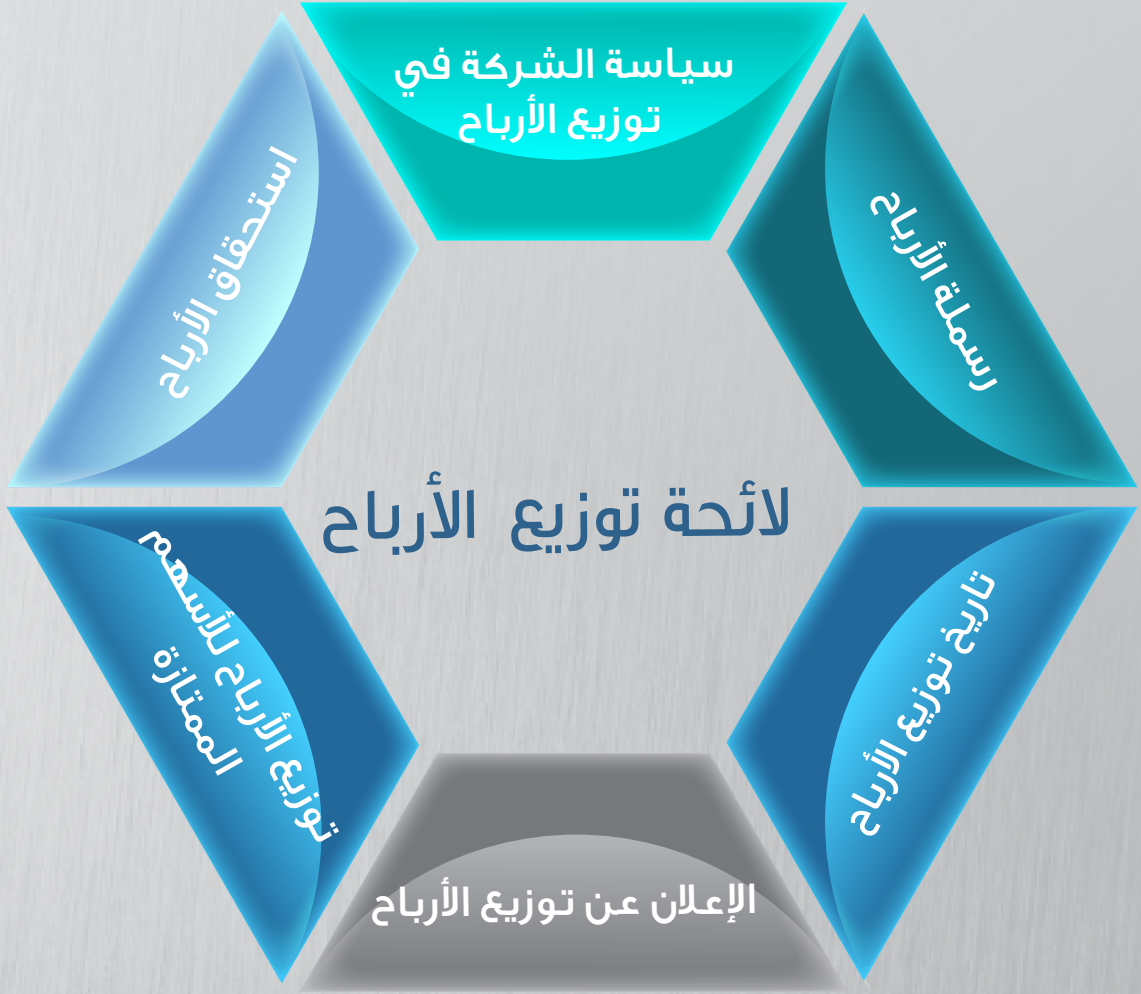 سياسة الشركة في
توزيع الأرباح
رسملة الأرباح
تاريخ توزيع الأرباح
الإعلان عن توزيع الأرباح
توزيع الأرباح للأسهم
الممتازة
استحقاق الأرباح
لائحة توزيع الأرباح